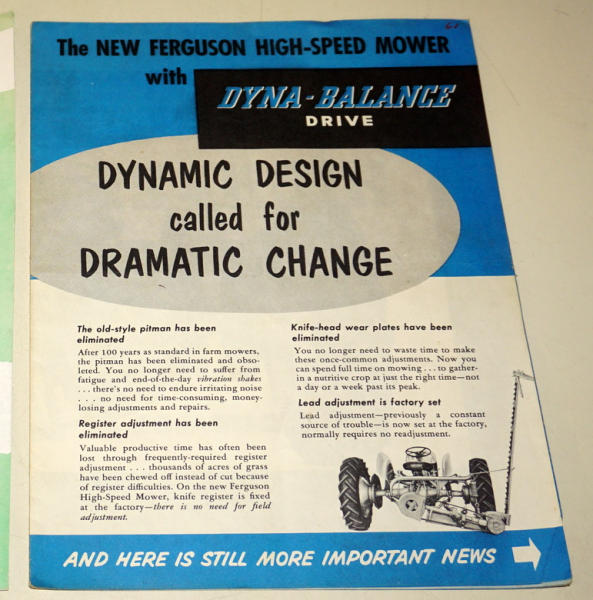 The NEW FERGUSON HIGH-SPEED MOWER
with
DYNA-BALANCE
DRIVE
DYNAMIC DESIGN
called for
DRAMATIC CHANGE
The old-style pitman has been
eliminated
After 100 years as standard in farm mowers,
the pitman has been eliminated and obso-
leted. You no longer need to suffer from
fatigue and end-of-the-day vibration shakes
. . . there's no need to endure irritating noise
. . . no need for time-consuming, money-
losing adjustments and repairs.
Register adjustment has been
eliminated
Valuable productive time has often been
lost through frequently-required register
adjustment . . . thousands of acres of grass
have been chewed off instead of cut because
of register difficulties. On the new Ferguson
High-Speed Mower, knife register is fixed
at the factory—there is no need for field
adjustment.
Knife-head wear plates have been
eliminated
You no longer need to waste time to make
these once-common adjustments. Now you
can spend full time on mowing . . . to gather-
in a nutritive crop at just the right time—not
a day or a week past its peak.
Lead adjustment is factory set
Lead adjustment—previously a constant
source of trouble—is now set at the factory,
normally requires no readjustment.
AND HERE IS STILL MORE IMPORTANT NEWS